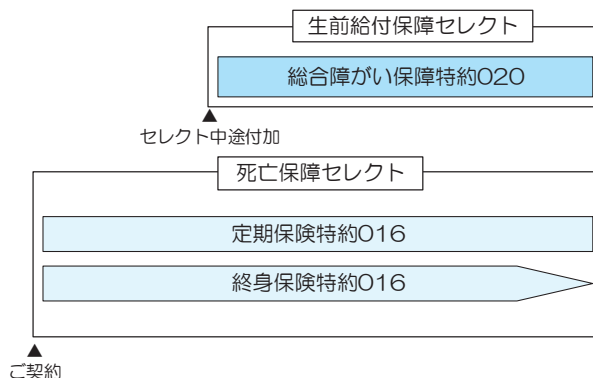 生前給付保障セレクト
総合障がい保障特約020
▲
セレクト中途付加
死亡保障セレクト
定期保険特約016
終身保険特約016
▲
ご契約